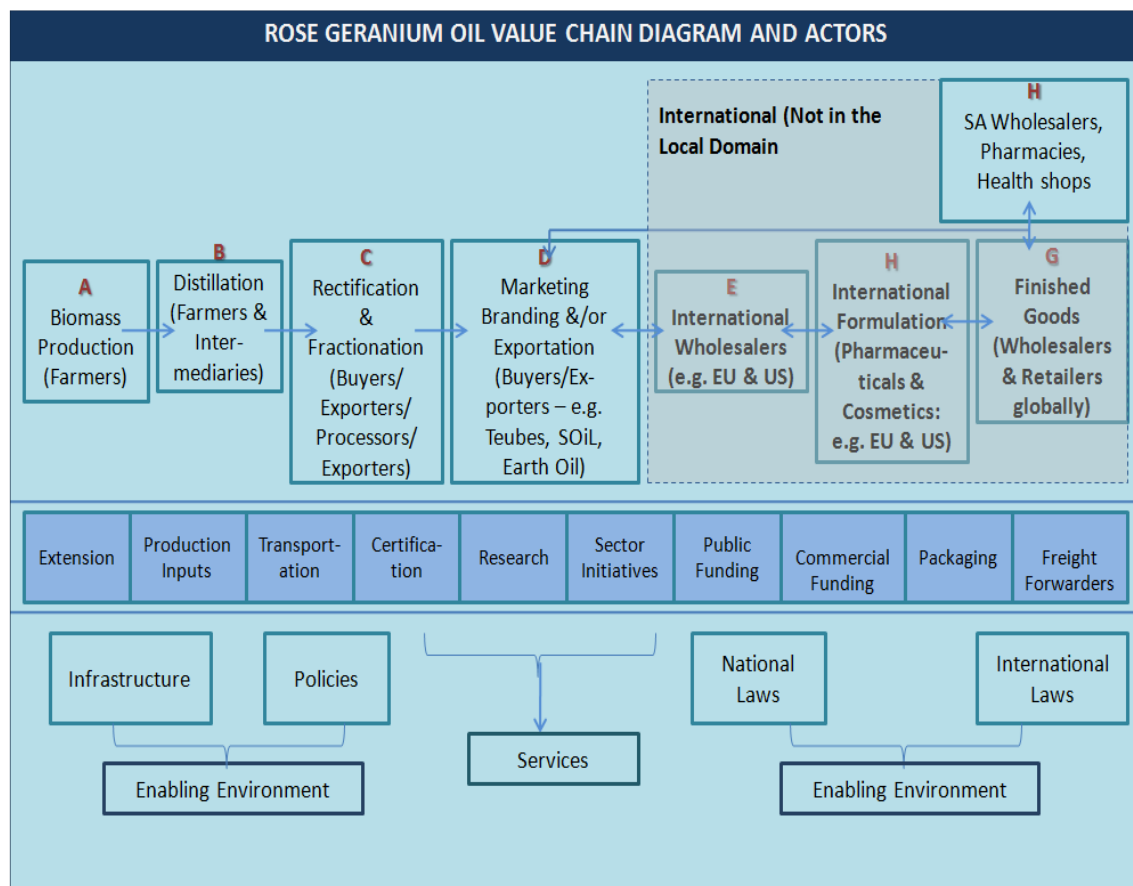 ROSE GERANIUM OIL VALUE CHAIN DIAGRAM AND ACTORS
International (Not in the
Local Domain
H
SA Wholesalers,
Pharmacies,
Health shops
A
Biomass
Production
(Farmers)
B
Distillation
(Farmers &
Inter-
mediaries)
C
Rectification
&
Fractionation
(Buyers/
Exporters/
Processors/
Exporters)
D
Marketing
Branding &/or
Exportation
(Buyers/Ex-
porters – e.g.
Teubes, SOiL,
Earth Oil)
E
International
Wholesalers
(e.g. EU & US)
H
International
Formulation
(Pharmaceu-
ticals &
Cosmetics:
e.g. EU & US)
G
Finished
Goods
(Wholesalers
& Retailers
globally)
Extension
Production
Inputs
Transport-
ation
Certifica-
tion
Research
Sector
Initiatives
Public
Funding
Commercial
Funding
Packaging
Freight
Forwarders
Infrastructure
Policies
National
Laws
International
Laws
Enabling Environment
Services
Enabling Environment